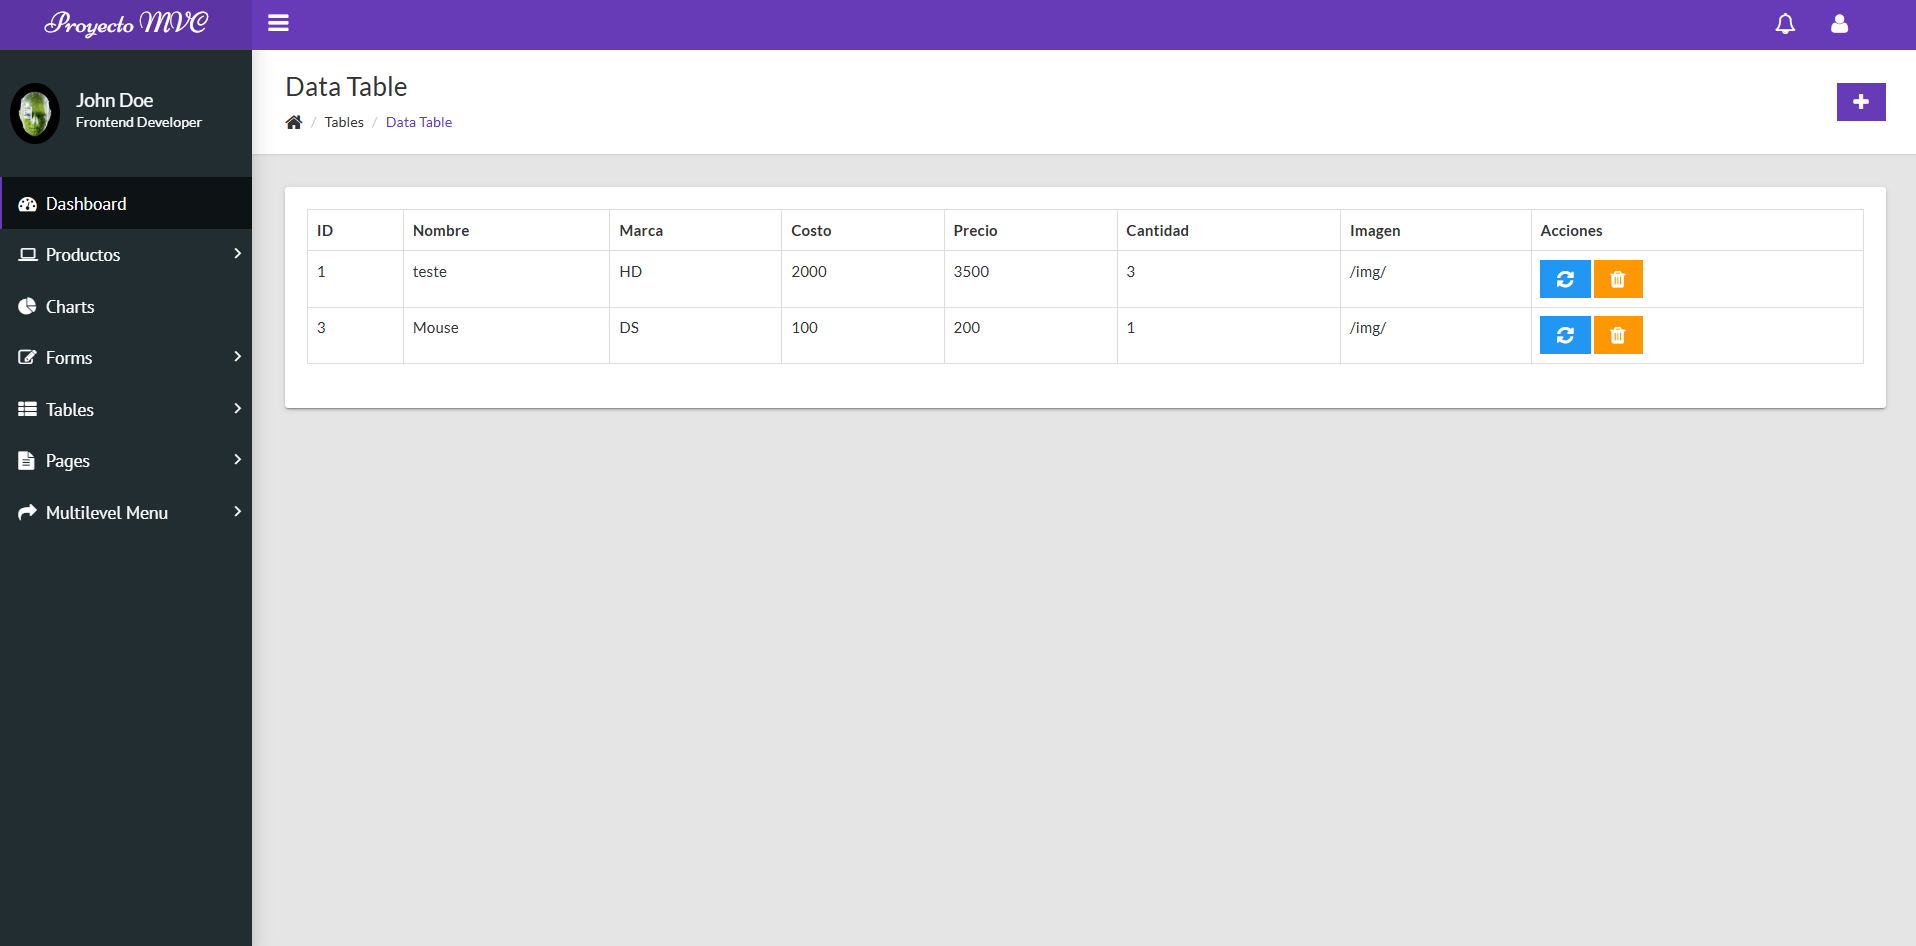 Proyecto MVC
John Doe
Frontend Developer
Dashboard
Productos
Charts
Forms
Tables
Pages
Multilevel Menu
Data Table
/ Tables / Data Table
ID Nombre Marca Costo Precio Cantidad Imagen Acciones
1 teste HD 2000 3500 3 /img/
3 Mouse DS 100 200 1 /img/